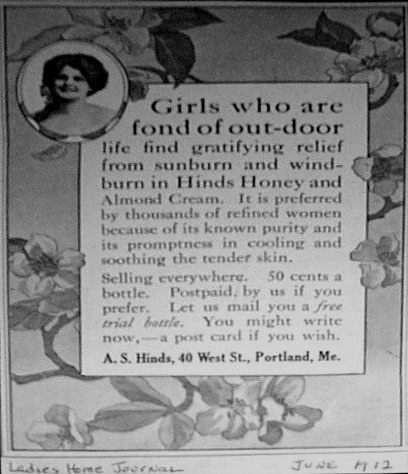 Girls who are
fond of out-door
life find gratifying relief
from sunburn and wind-
burn in Hinds Honey and
Almond Cream. It is preferred
by thousands of refined women
because of its known purity and
its promptness in cooling and
soothing the tender skin.
Selling everywhere. 50 cents a
bottle. Postpaid, by us if you
prefer. Let us mail you a free
trial bottle. You might write
now,—a post card if you wish.
A. S. Hinds, 40 West St., Portland, Me.
Ladies Home Journal JUNE 1912